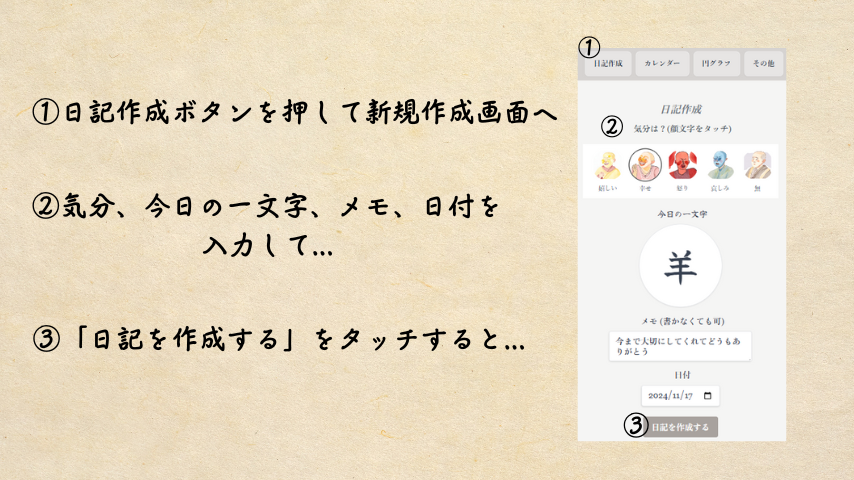 ①日記作成ボタンを押して新規作成画面へ
②気分、今日の一文字、メモ、日付を
入力して...
③「日記を作成する」をタッチすると...
①
日記作成 カレンダー 円グラフ その他
日記作成
②
気分は？(顔文字をタッチ)
嬉しい 幸せ 怒り 哀しみ 無
今日の一文字
羊
メモ (書かなくても可)
今まで大切にしてくれてどうもあ
りがとう
日付
2024/11/17
③
日記を作成する